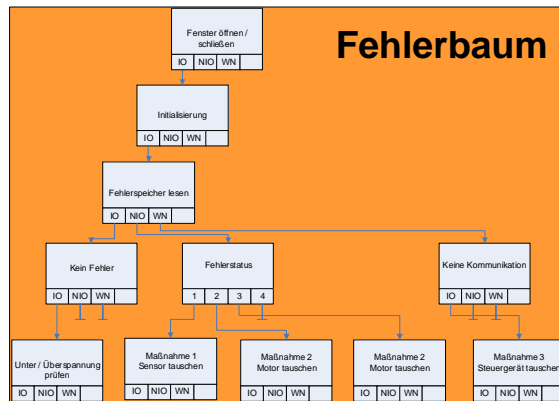 Fehlerbaum
Fenster öffnen /
schließen
IO NIO WN
Initialisierung
IO NIO WN
Fehlerspeicher lesen
IO NIO WN
Kein Fehler
IO NIO WN
Fehlerstatus
1 2 3 4
Keine Kommunikation
IO NIO WN
Unter / Überspannung
prüfen
IO NIO WN
Maßnahme 1
Sensor tauschen
IO NIO WN
Maßnahme 2
Motor tauschen
IO NIO WN
Maßnahme 2
Motor tauschen
IO NIO WN
Maßnahme 3
Steuergerät tauschen
IO NIO WN